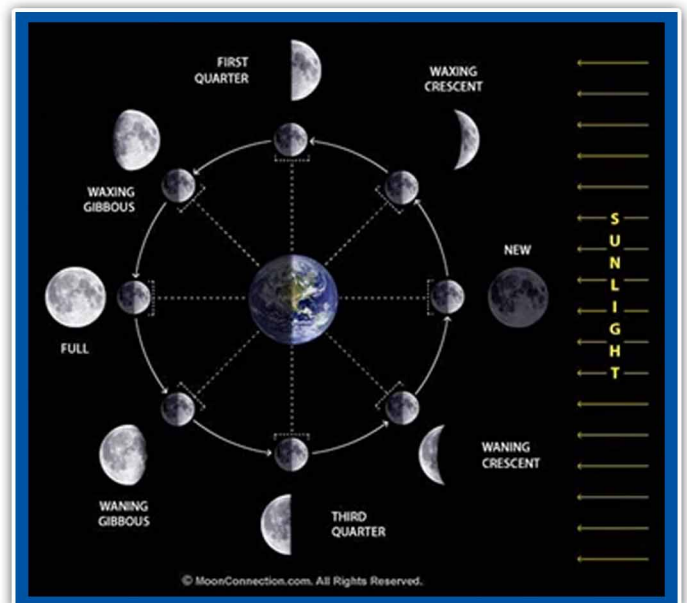 FIRST
QUARTER
WAXING
CRESCENT
WAXING
GIBBOUS
NEW
SUNLIGHT
FULL
WANING
CRESCENT
WANING
GIBBOUS
THIRD
QUARTER
© MoonConnection.com. All Rights Reserved.